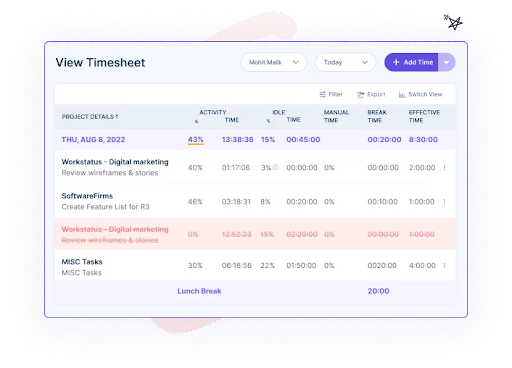 View Timesheet
Mohit Malik
Today
+ Add Time
Filter
Export
Switch View
PROJECT DETAILS ↑
ACTIVITY
% TIME
IDLE
% TIME
MANUAL
TIME
BREAK
TIME
EFFECTIVE
TIME
THU, AUG 8, 2022 43% 13:38:36 15% 00:45:00 00:20:00 8:30:00
Workstatus - Digital marketing
Review wireframes & stories
40% 01:17:06 3% 00:00:00 0% 00:00:00 2:00:00
SoftwareFirms
Create Feature List for R3
46% 03:18:31 8% 00:20:00 0% 00:10:00 1:00:00
Workstatus - Digital marketing
Review wireframes & stories
0% 12:52:23 15% 02:20:00 0% 00:00:00 1:00:00
MISC Tasks
MISC Tasks
30% 06:16:56 22% 01:50:00 0% 0020:00 4:00:00
Lunch Break 20:00